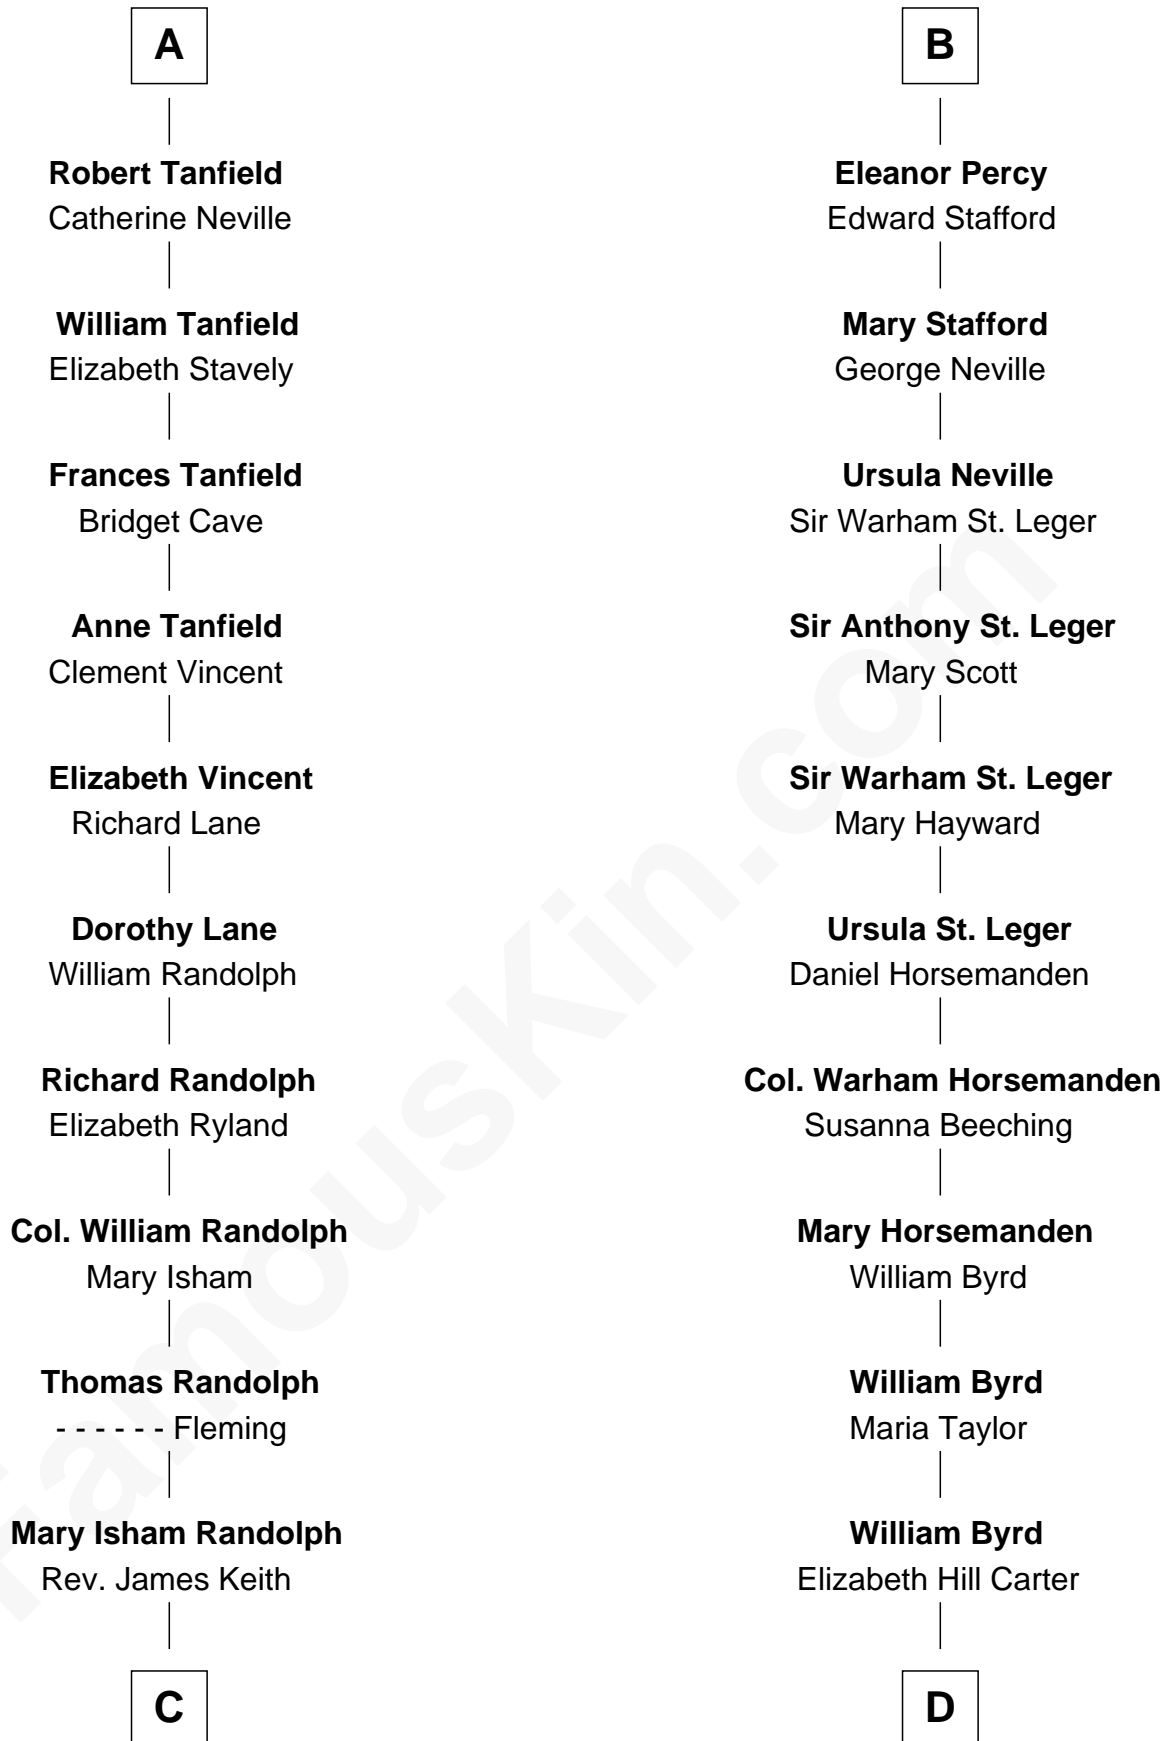 A
Robert Tanfield
Catherine Neville
William Tanfield
Elizabeth Stavely
Frances Tanfield
Bridget Cave
Anne Tanfield
Clement Vincent
Elizabeth Vincent
Richard Lane
Dorothy Lane
William Randolph
Richard Randolph
Elizabeth Ryland
Col. William Randolph
Mary Isham
Thomas Randolph
- - - - - - Fleming
Mary Isham Randolph
Rev. James Keith
C
B
Eleanor Percy
Edward Stafford
Mary Stafford
George Neville
Ursula Neville
Sir Warham St. Leger
Sir Anthony St. Leger
Mary Scott
Sir Warham St. Leger
Mary Hayward
Ursula St. Leger
Daniel Horsemanden
Col. Warham Horsemanden
Susanna Beeching
Mary Horsemanden
William Byrd
William Byrd
Maria Taylor
William Byrd
Elizabeth Hill Carter
D
FamousKin.com